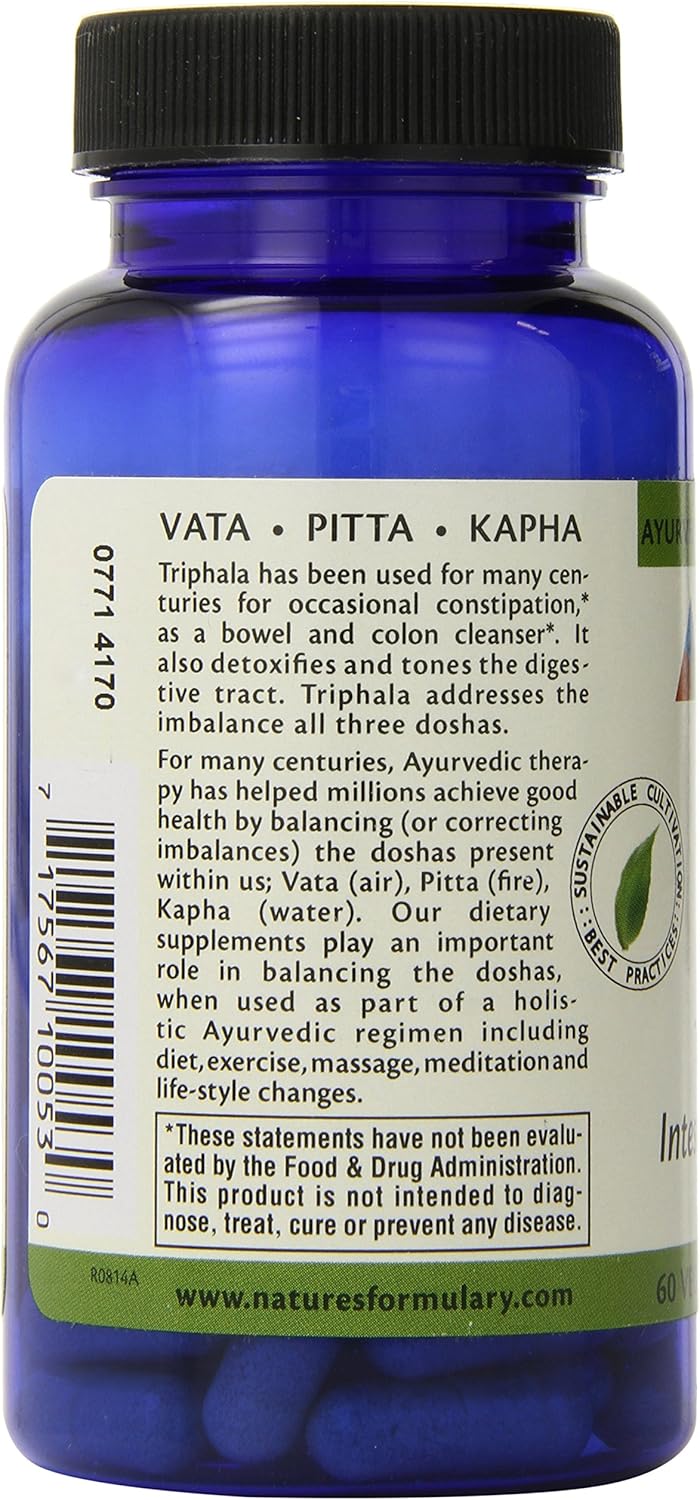 VATA • PITTA • KAPHA
Triphala has been used for many cen-
turies for occasional constipation,*
as a bowel and colon cleanser*. It
also detoxifies and tones the diges-
tive tract. Triphala addresses the
imbalance all three doshas.
For many centuries, Ayurvedic thera-
py has helped millions achieve good
health by balancing (or correcting
imbalances) the doshas present
within us; Vata (air), Pitta (fire),
Kapha (water). Our dietary
supplements play an important
role in balancing the doshas,
when used as part of a holis-
tic Ayurvedic regimen including
diet, exercise, massage, meditation and
life-style changes.
*These statements have not been evalu-
ated by the Food & Drug Administration.
This product is not intended to diag-
nose, treat, cure or prevent any disease.
www.naturesformulary.com
R0814A
0771 4170
7 17567 10053 0
SUSTAINABLE CULTIVATION
BEST PRACTICES
60